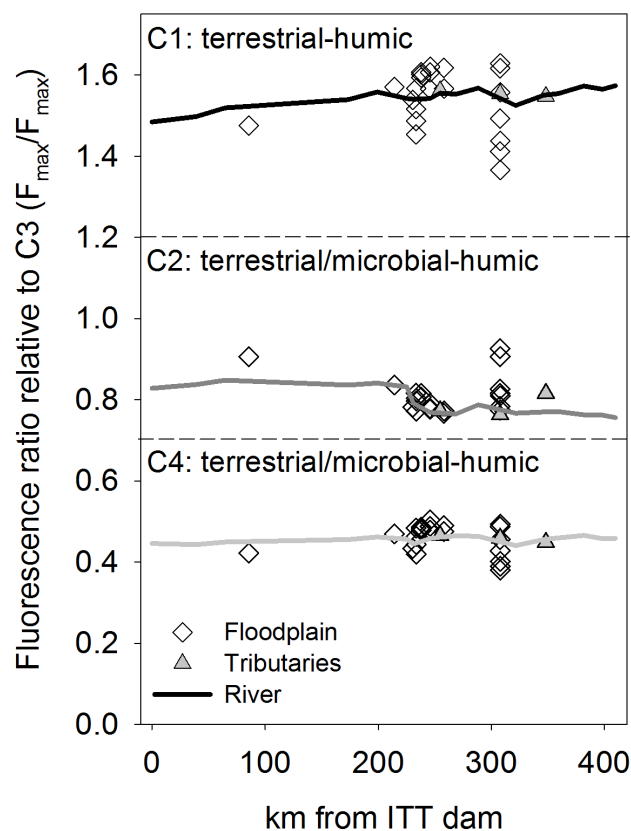 C1: terrestrial-humic
C2: terrestrial/microbial-humic
C4: terrestrial/microbial-humic
Fluorescence ratio relative to C3 (Fmax/Fmax)
1.6
1.4
1.2
1.0
0.8
0.6
0.4
0.2
0.0
Floodplain
Tributaries
River
0 100 200 300 400
km from ITT dam